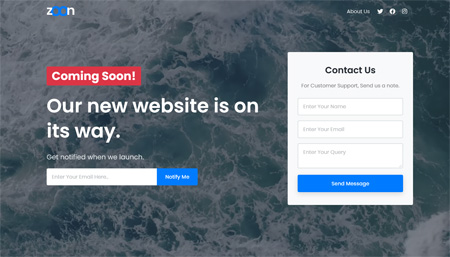 zoon
About Us
Coming Soon!
Our new website is on
its way.
Get notified when we launch.
Enter Your Email Here..
Notify Me
Contact Us
For Customer Support, Send us a note.
Enter Your Name
Enter Your Email
Enter Your Query
Send Message